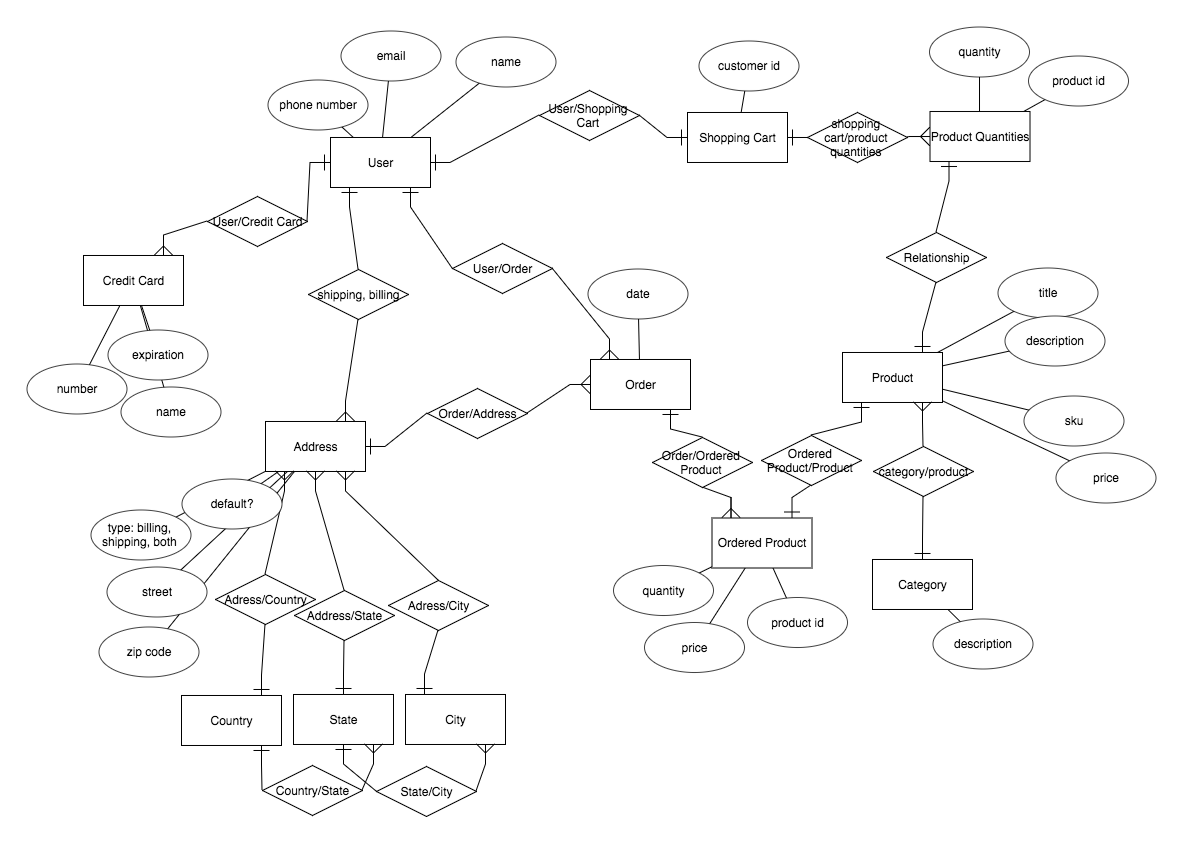 email
name
phone number
customer id
quantity
product id
User/Shopping
Cart
User
Shopping Cart
shopping
cart/product
quantities
Product Quantities
User/Credit Card
Credit Card
shipping, billing
User/Order
Relationship
date
title
description
expiration
number
name
Order
Product
sku
price
Order/Address
Address
Order/Ordered
Product
Ordered
Product/Product
category/product
default?
type: billing,
shipping, both
street
zip code
Adress/Country
Address/State
Adress/City
Ordered Product
quantity
price
product id
Category
description
Country
State
City
Country/State
State/City